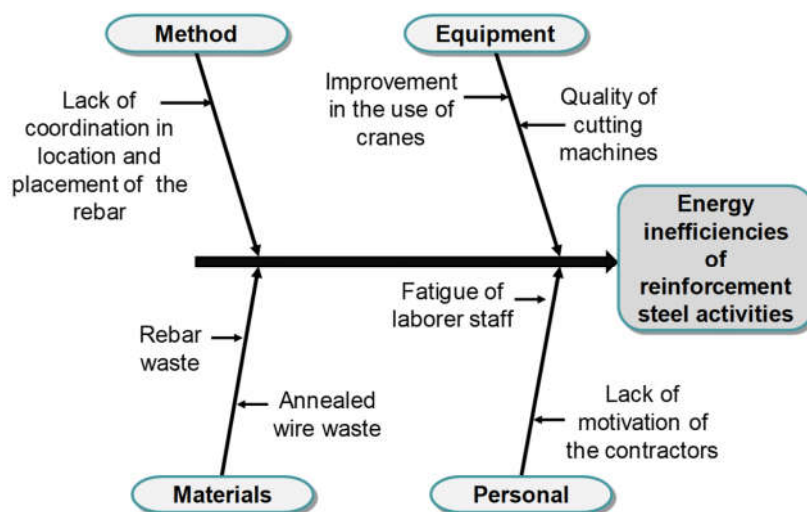 Method
Equipment
Lack of
coordination in
location and
placement of the
rebar
Improvement
in the use of
cranes
Quality of
cutting
machines
Energy
inefficiencies
of
reinforcement
steel activities
Rebar
waste
Annealed
wire waste
Fatigue of
laborer staff
Lack of
motivation of
the contractors
Materials
Personal